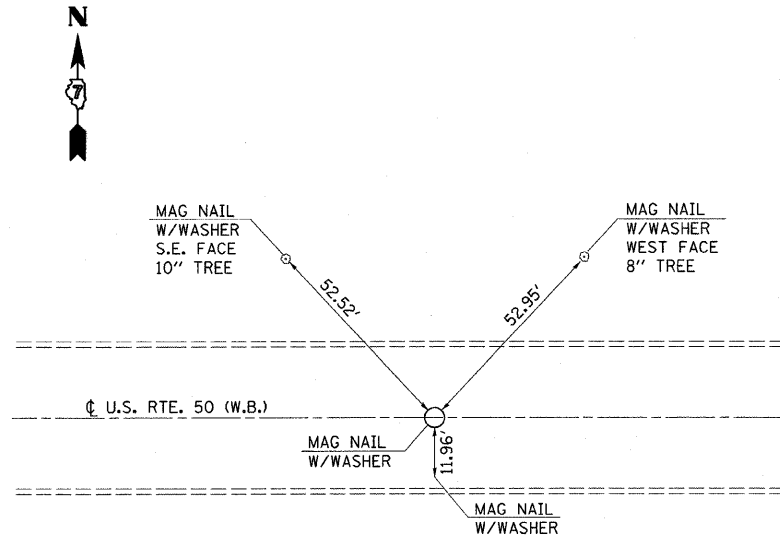 N
7
MAG NAIL
W/WASHER
S.E. FACE
10" TREE
MAG NAIL
W/WASHER
WEST FACE
8" TREE
52.52'
52.95'
℄ U.S. RTE. 50 (W.B.)
MAG NAIL
W/WASHER
11.96'
MAG NAIL
W/WASHER